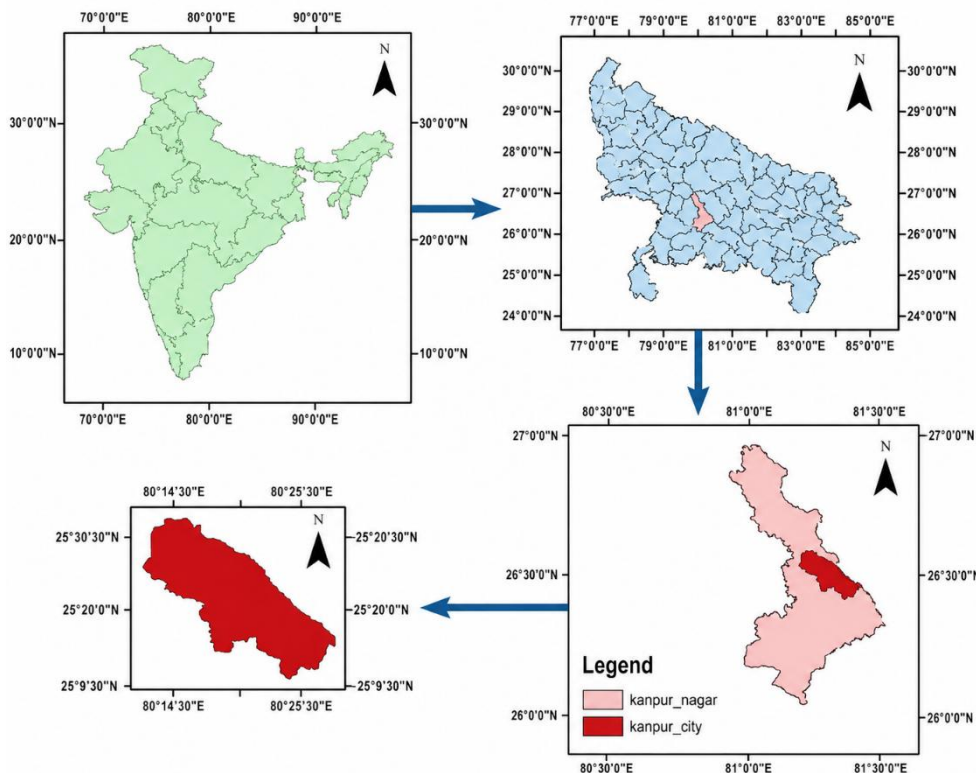 70°0'0"E 80°0'0"E 90°0'0"E
N
30°0'0"N 30°0'0"N
20°0'0"N 20°0'0"N
10°0'0"N 10°0'0"N
70°0'0"E 80°0'0"E 90°0'0"E
77°0'0"E 79°0'0"E 81°0'0"E 83°0'0"E 85°0'0"E
N
30°0'0"N 30°0'0"N
29°0'0"N 29°0'0"N
28°0'0"N 28°0'0"N
27°0'0"N 27°0'0"N
26°0'0"N 26°0'0"N
25°0'0"N 25°0'0"N
24°0'0"N 24°0'0"N
77°0'0"E 79°0'0"E 81°0'0"E 83°0'0"E 85°0'0"E
80°30'E 81°0'0"E 81°30'E
27°0'0"N 27°0'0"N
N
26°30'0"N 26°30'0"N
26°0'0"N 26°0'0"N
Legend
kanpur_nagar
kanpur_city
80°30'E 81°0'0"E 81°30'E
80°14'30"E 80°25'30"E
N
25°30'30"N 25°20'30"N
25°20'0"N 25°20'0"N
25°9'30"N 25°9'30"N
80°14'30"E 80°25'30"E